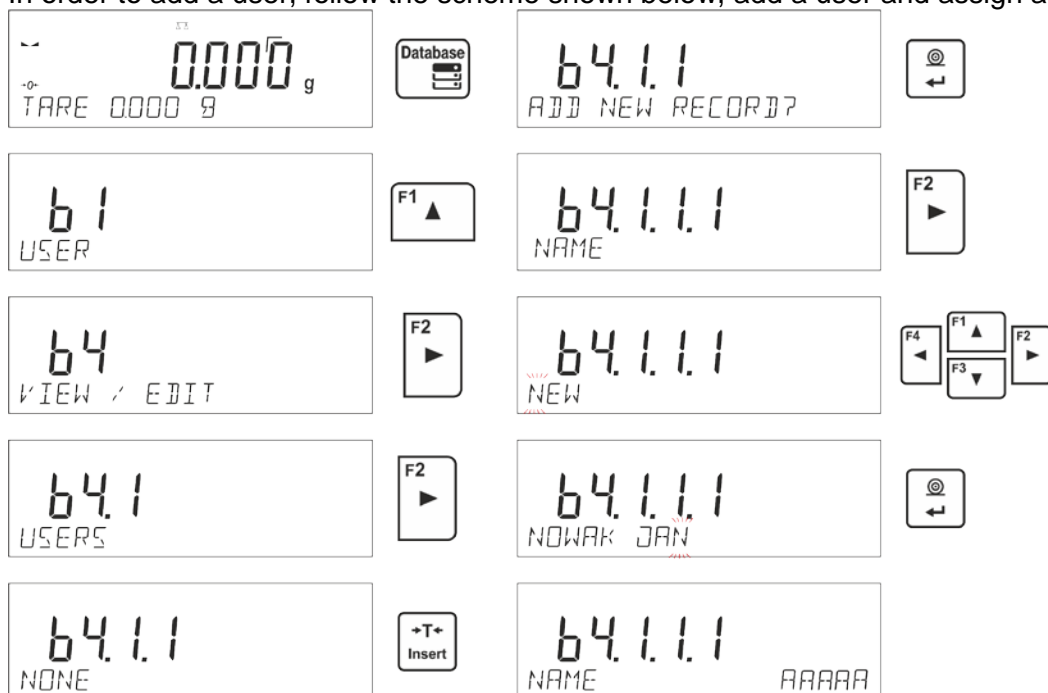 In order to add a user, follow the scheme shown below, add a user and assign a
→0←
0.000 g
TARE 0.000 g
Database
b1
USER
F1
b4
VIEW / EDIT
F2
b4.1
USERS
F2
b4.1.1
NONE
→T←
Insert
b4.1.1
ADD NEW RECORD?
b4.1.1.1
NAME
F2
b4.1.1.1
NEW
F4 F1 F2
F3
b4.1.1.1
NOWAK JAN
b4.1.1.1
NAME AAAAA